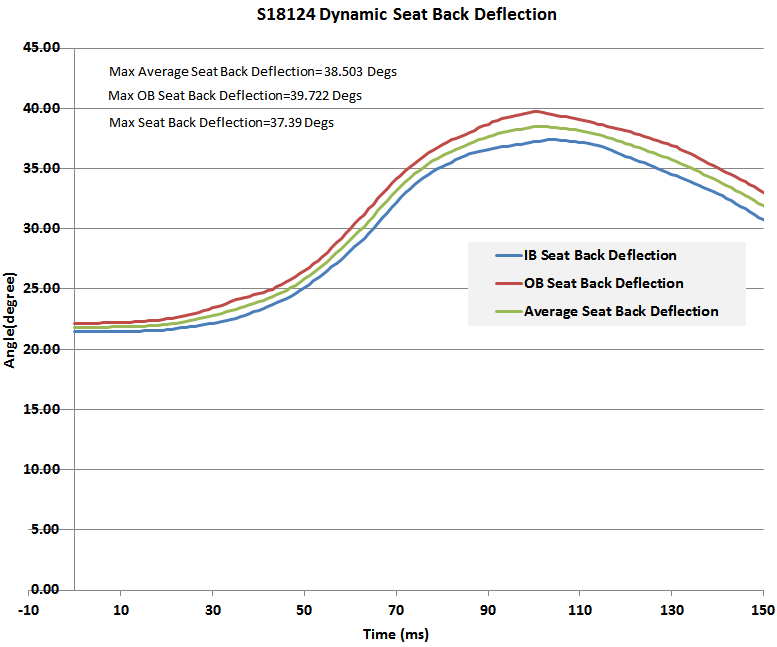 S18124 Dynamic Seat Back Deflection
45.00
Max Average Seat Back Deflection=38.503 Degs
Max OB Seat Back Deflection=39.722 Degs
40.00
Max Seat Back Deflection=37.39 Degs
35.00
30.00
IB Seat Back Deflection
OB Seat Back Deflection
Average Seat Back Deflection
25.00
Angle(degree)
20.00
15.00
10.00
5.00
0.00
-10 10 30 50 70 90 110 130 150
Time (ms)